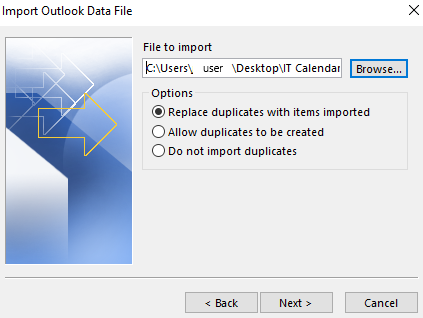 Import Outlook Data File
File to import
C:\Users\_ user \Desktop\IT Calendar
Browse...
Options
Replace duplicates with items imported
Allow duplicates to be created
Do not import duplicates
< Back
Next >
Cancel